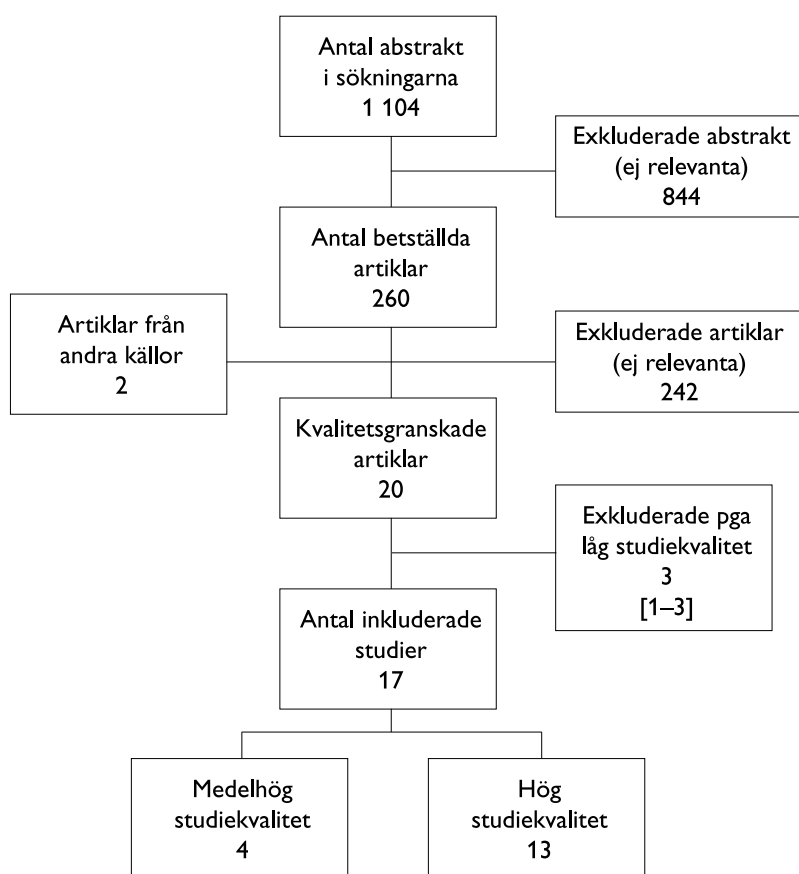 Antal abstrakt
i sökningarna
1 104
Exkluderade abstrakt
(ej relevanta)
844
Antal betställda
artiklar
260
Artiklar från
andra källor
2
Exkluderade artiklar
(ej relevanta)
242
Kvalitetsgranskade
artiklar
20
Exkluderade pga
låg studiekvalitet
3
[1–3]
Antal inkluderade
studier
17
Medelhög
studiekvalitet
4
Hög
studiekvalitet
13